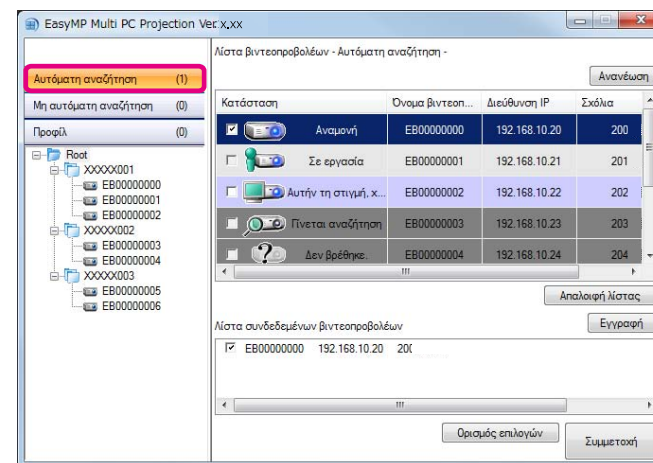 EasyMP Multi PC Projection Ver.x,xx
Λίστα βιντεοπροβολέων - Αυτόματη αναζήτηση -
Αυτόματη αναζήτηση (1)
Ανανέωση
Μη αυτόματη αναζήτηση (0)
Προφίλ (0)
Κατάσταση Όνομα βιντεοπ... Διεύθυνση IP Σχόλια
Αναμονή EB00000000 192.168.10.20 200
Σε εργασία EB00000001 192.168.10.21 201
Αυτήν τη στιγμή, χ... EB00000002 192.168.10.22 202
Γίνεται αναζήτηση EB00000003 192.168.10.23 203
Δεν βρέθηκε. EB00000004 192.168.10.24 204
Root
XXXXX001
EB00000000
EB00000001
EB00000002
XXXXX002
EB00000003
EB00000004
XXXXX003
EB00000005
EB00000006
Απαλοιφή λίστας
Λίστα συνδεδεμένων βιντεοπροβολέων
Εγγραφή
EB00000000 192.168.10.20 200
Ορισμός επιλογών
Συμμετοχή